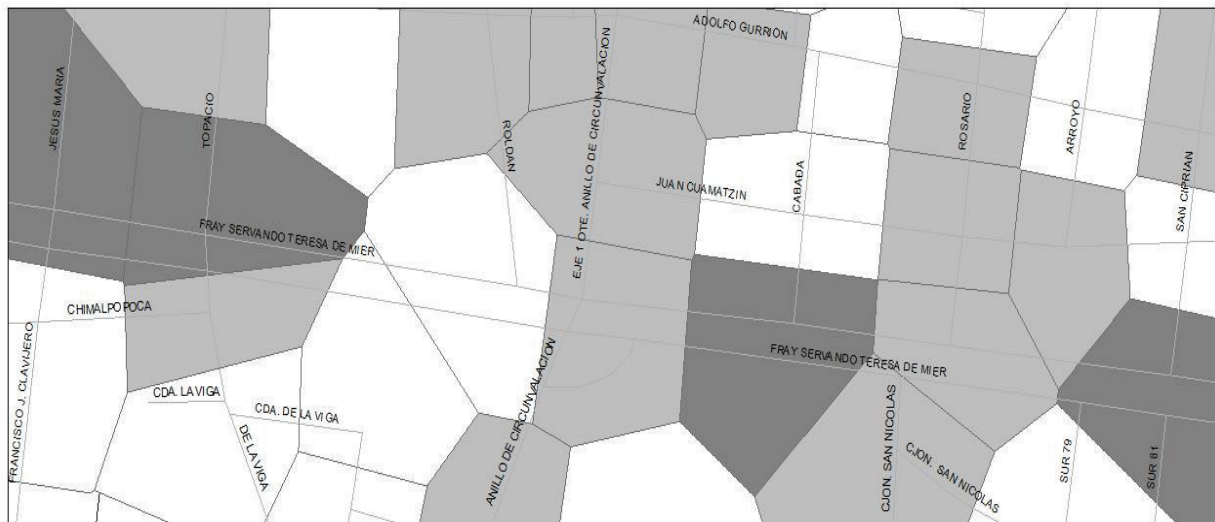 ADOLFO GURRION
JESUS MARIA
TOPACIO
EJE 1 OTE. ANILLO DE CIRCUNVALACION
ROLDAN
ROSARIO
ARROYO
SAN CIPRIAN
JUAN CUAMATZIN
CABADA
FRAY SERVANDO TERESA DE MIER
CHIMALPOPOCA
FRANCISCO J. CLAVIJERO
FRAY SERVANDO TERESA DE MIER
CDA. LA VIGA
CDA. DE LA VIGA
DE LA VIGA
ANILLO DE CIRCUNVALACION
CJON. SAN NICOLAS
CJON. SAN NICOLAS
SUR 79
SUR 81